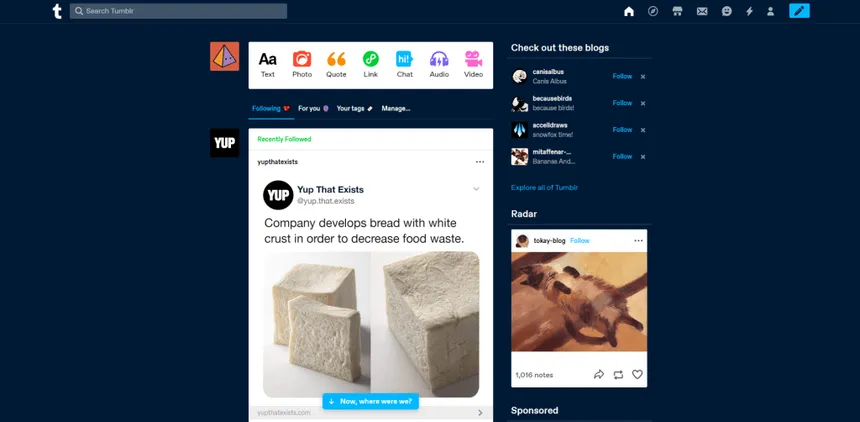 t
Search Tumblr
Aa
hi!
Text
Photo
Quote
Link
Chat
Audio
Video
Following
For you
Your tags
Manage...
YUP
Recently Followed
yupthatexists
YUP
Yup That Exists
@yup.that.exists
Company develops bread with white
crust in order to decrease food waste.
Now, where were we?
yupthatexists.com
Check out these blogs
canisalbus
Canis Albus
Follow
becausebirds
because birds!
Follow
accelldraws
snowfox time!
Follow
mitaffenar-...
Bananse And...
Follow
Explore all of Tumblr
Radar
tokay-blog Follow
1,016 notes
Sponsored